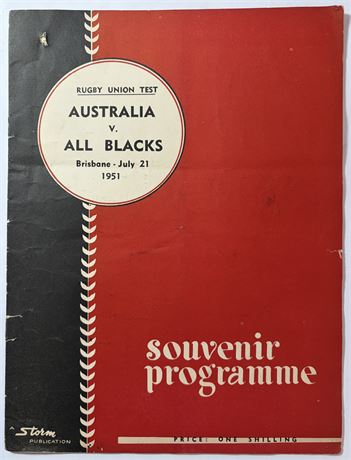 RUGBY UNION TEST
AUSTRALIA
V.
ALL BLACKS
Brisbane - July 21
1951
souvenir
programme
Storm
PUBLICATION
PRICE: ONE SHILLING